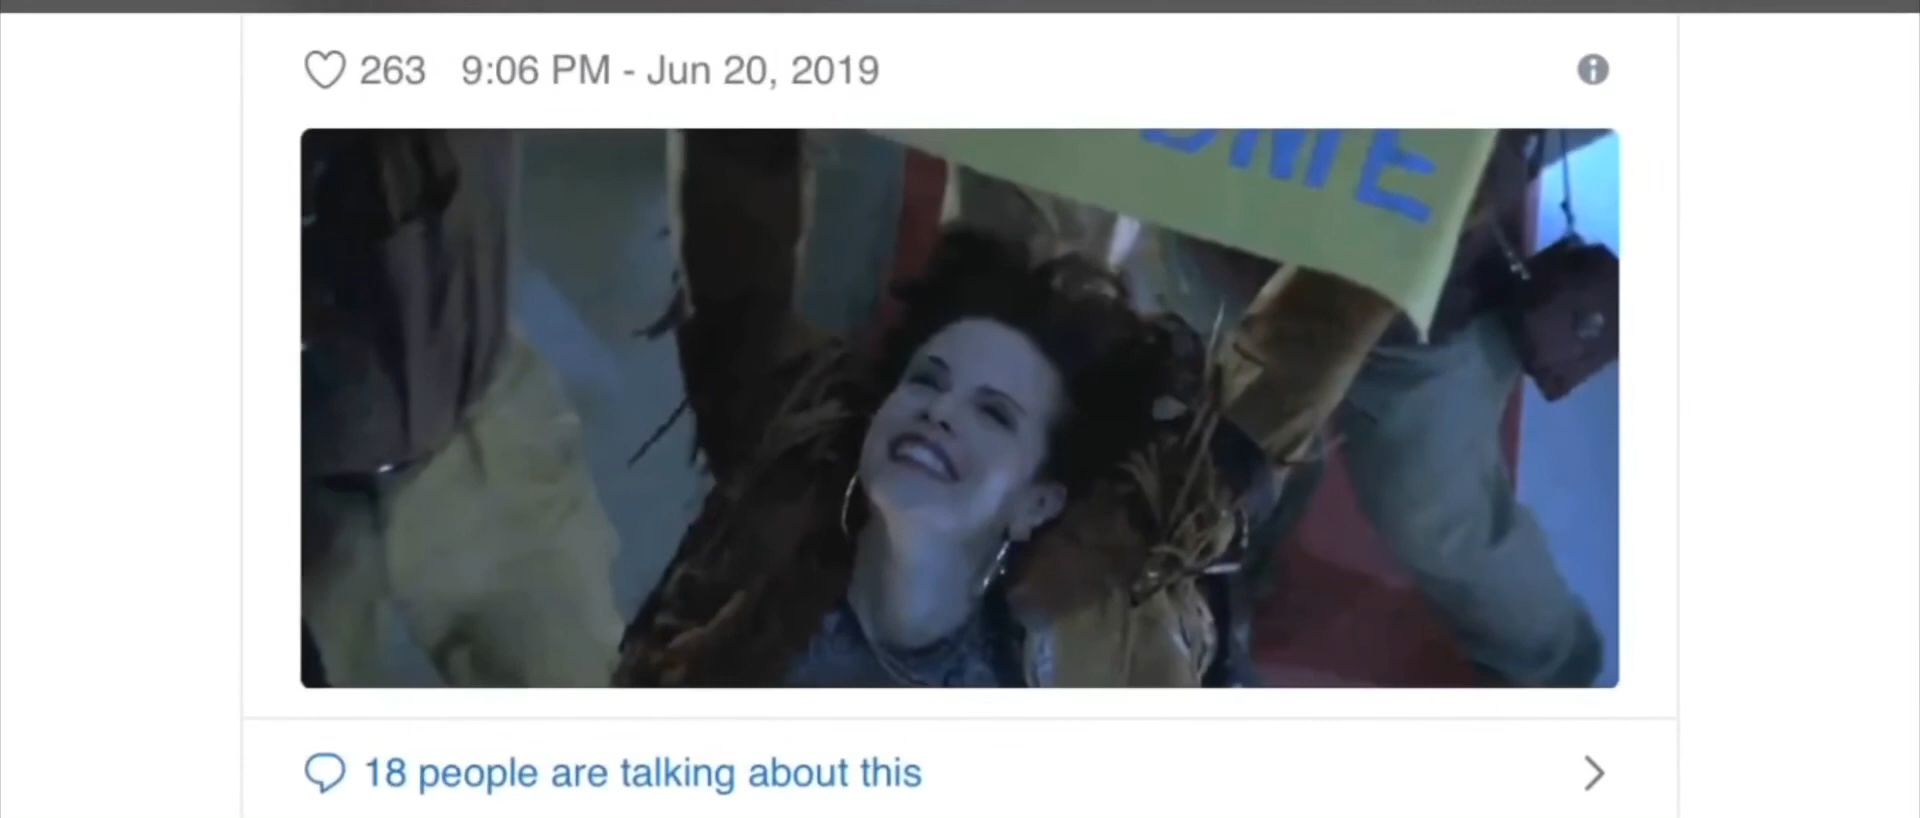 263 9:06 PM - Jun 20, 2019
18 people are talking about this